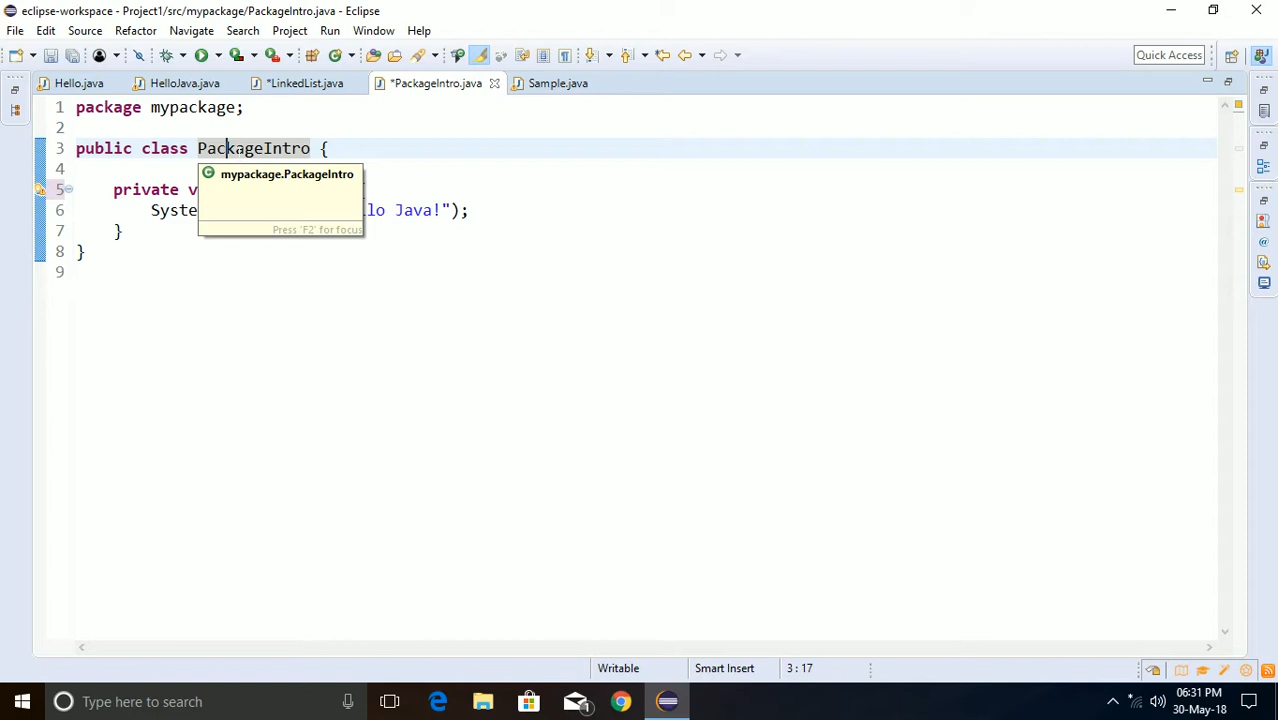 eclipse-workspace - Project1/src/mypackage/PackageIntro.java - Eclipse
File Edit Source Refactor Navigate Search Project Run Window Help
Quick Access
Hello.java HelloJava.java *LinkedList.java *PackageIntro.java Sample.java
1 package mypackage;
2
3 public class PackageIntro {
4
mypackage.PackageIntro
5 private v
6 Syste lo Java!");
Press 'F2' for focus
7 }
8 }
9
Writable Smart Insert 3 : 17
Type here to search 1 06:31 PM
30-May-18